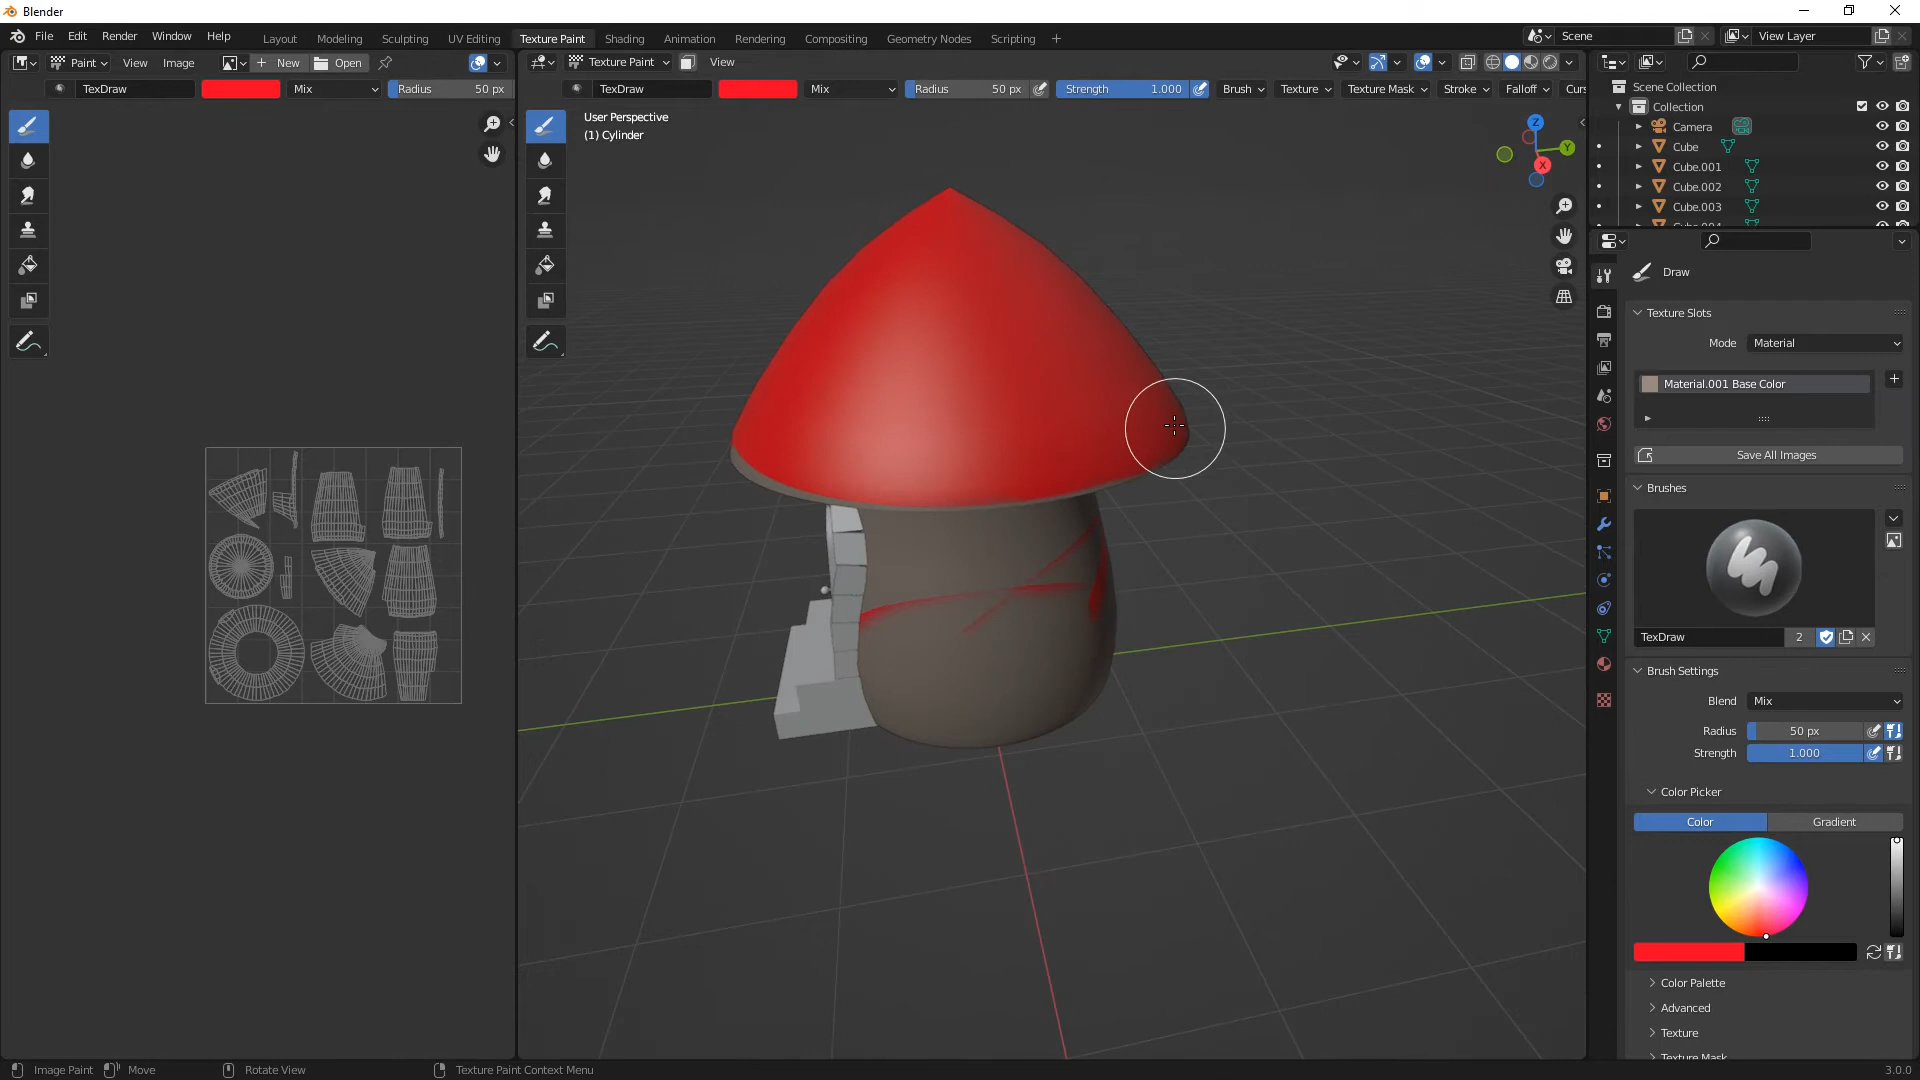 Blender
File Edit Render Window Help Layout Modeling Sculpting UV Editing Texture Paint Shading Animation Rendering Compositing Geometry Nodes Scripting + Scene View Layer
Paint View Image + New Open Texture Paint View
TexDraw Mix Radius 50 px TexDraw Mix Radius 50 px Strength 1.000 Brush Texture Texture Mask Stroke Falloff Curs
User Perspective
(1) Cylinder
Z
Y
X
Scene Collection
Collection
Camera
Cube
Cube.001
Cube.002
Cube.003
Cube.004
Draw
Texture Slots
Mode Material
Material.001 Base Color
Save All Images
Brushes
TexDraw 2
Brush Settings
Blend Mix
Radius 50 px
Strength 1.000
Color Picker
Color Gradient
Color Palette
Advanced
Texture
Texture Mask
Image Paint Move Rotate View Texture Paint Context Menu 3.0.0